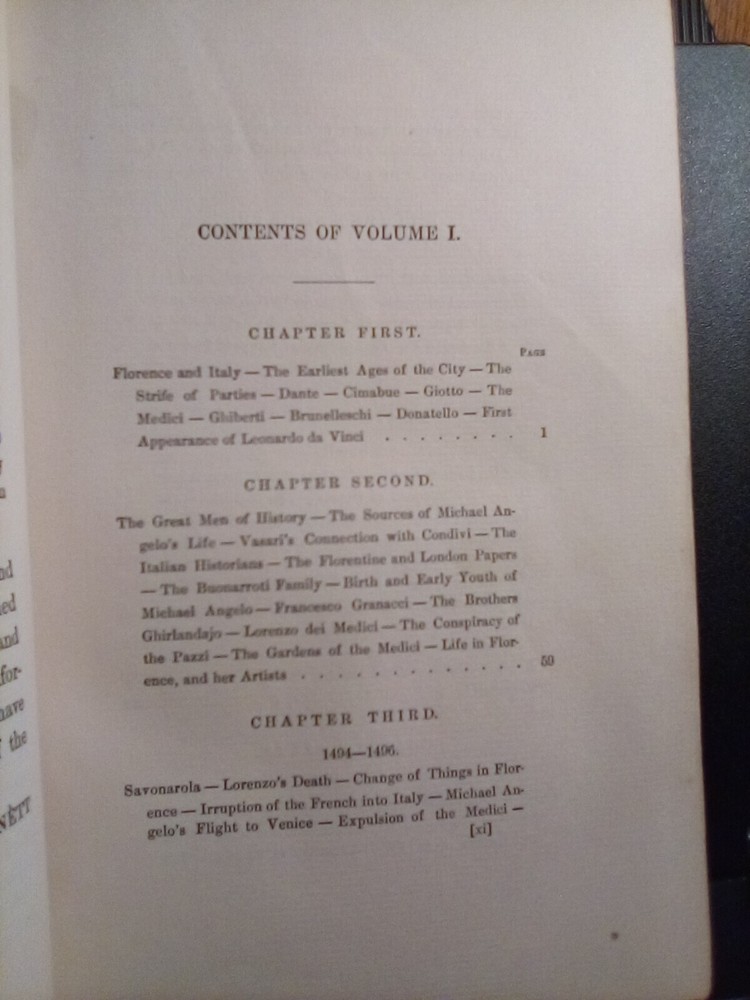 CONTENTS OF VOLUME I.
CHAPTER FIRST.
PAGE
Florence and Italy — The Earliest Ages of the City — The
Strife of Parties — Dante — Cimabue — Giotto — The
Medici — Ghiberti — Brunelleschi — Donatello — First
Appearance of Leonardo da Vinci . . . . . . . . 1
CHAPTER SECOND.
The Great Men of History — The Sources of Michael An-
gelo's Life — Vasari's Connection with Condivi — The
Italian Historians — The Florentine and London Papers
— The Buonarroti Family — Birth and Early Youth of
Michael Angelo — Francesco Granacci — The Brothers
Ghirlandajo — Lorenzo dei Medici — The Conspiracy of
the Pazzi — The Gardens of the Medici — Life in Flor-
ence, and her Artists . . . . . . . . . . . . . 50
CHAPTER THIRD.
1494—1496.
Savonarola — Lorenzo's Death — Change of Things in Flor-
ence — Irruption of the French into Italy — Michael An-
gelo's Flight to Venice — Expulsion of the Medici —
[xi]
and
for-
have
the